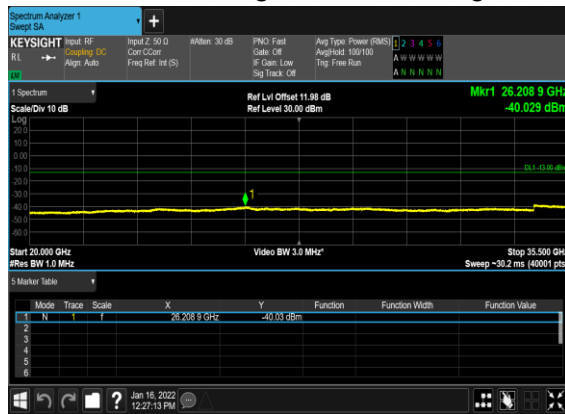 Spectrum Analyzer 1
Swept SA
+
KEYSIGHT Input: RF Input Z: 50 Ω #Atten: 30 dB PNO: Fast Avg Type: Power (RMS) 1 2 3 4 5 6
RL Coupling: DC Corr CCorr Gate: Off Avg|Hold: 100/100 A W W W W W
Align: Auto Freq Ref: Int (S) IF Gain: Low Trig: Free Run
LW Sig Track: Off A N N N N N
1 Spectrum Ref Lvl Offset 11.98 dB Mkr1 26.208 9 GHz
Scale/Div 10 dB Ref Level 30.00 dBm -40.029 dBm
Log
20.0
10.0
0.00
-10.0 DL1 -13.00 dBm
-20.0
-30.0
-40.0 1
-50.0
-60.0
Start 20.000 GHz Video BW 3.0 MHz* Stop 35.500 GHz
#Res BW 1.0 MHz Sweep ~30.2 ms (40001 pts)
5 Marker Table
Mode Trace Scale X Y Function Function Width Function Value
1 N 1 f 26.208 9 GHz -40.03 dBm
2
3
4
5
6
? Jan 16, 2022
12:27:13 PM